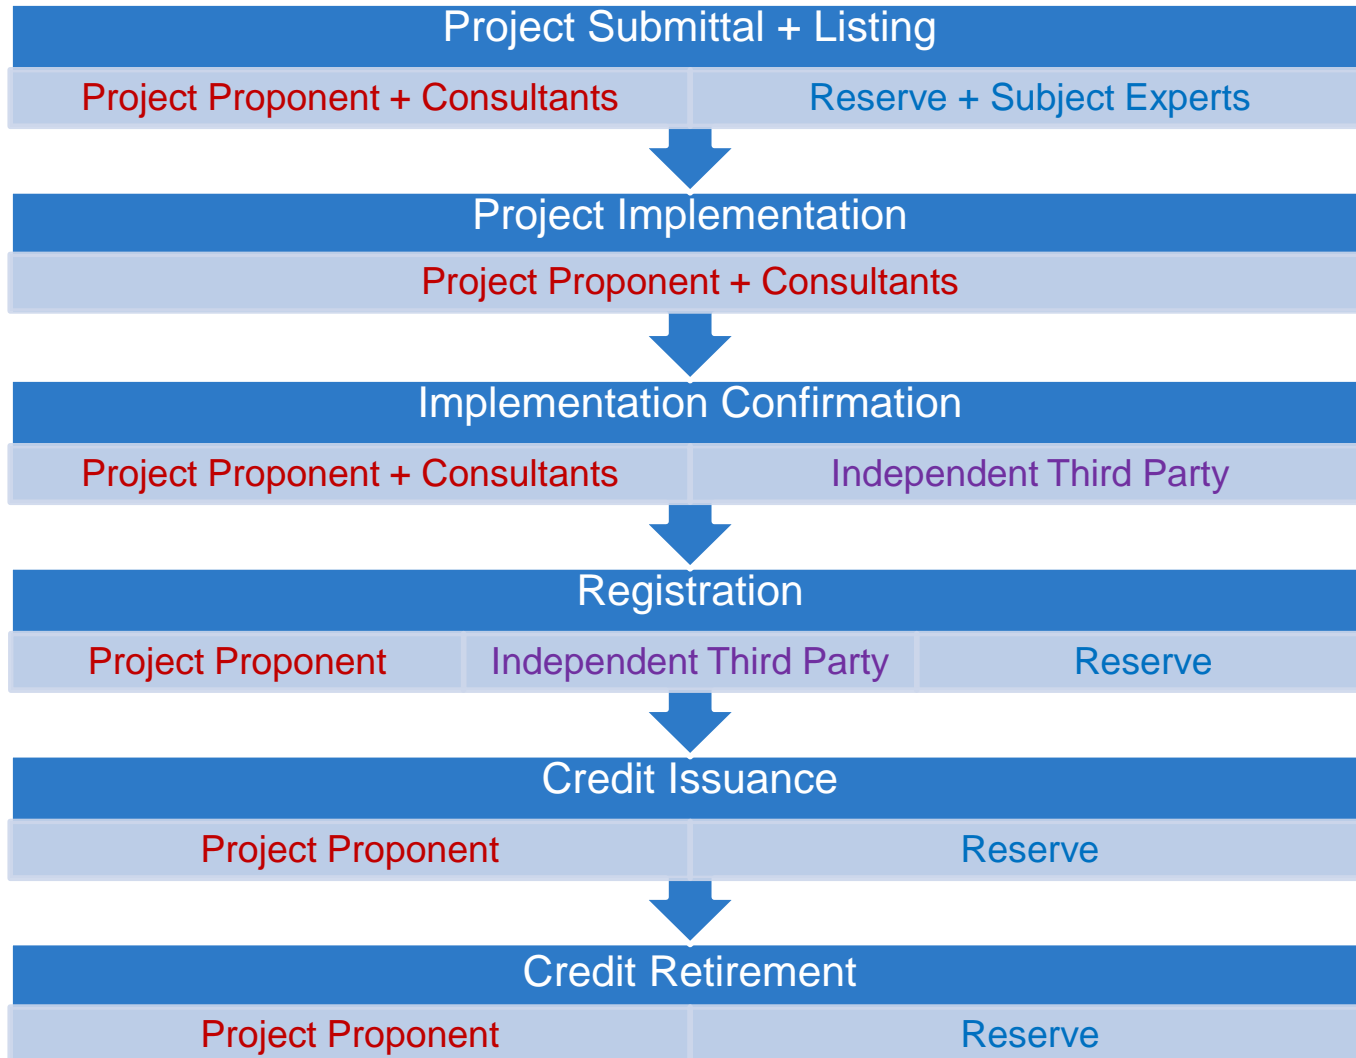 Project Submittal + Listing
Project Proponent + Consultants
Reserve + Subject Experts
Project Implementation
Project Proponent + Consultants
Implementation Confirmation
Project Proponent + Consultants
Independent Third Party
Registration
Project Proponent
Independent Third Party
Reserve
Credit Issuance
Project Proponent
Reserve
Credit Retirement
Project Proponent
Reserve